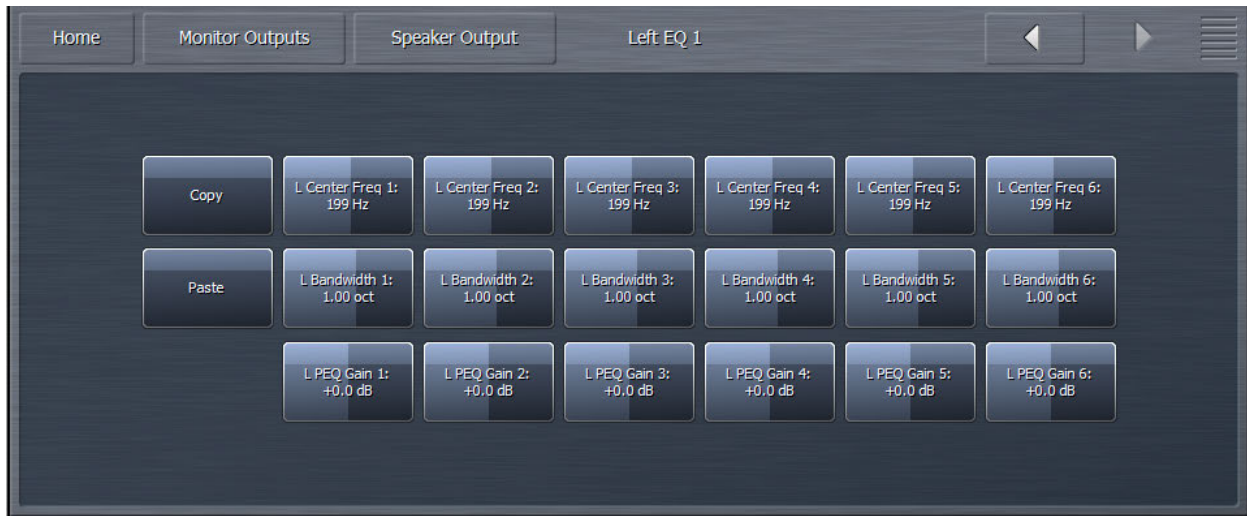 Home Monitor Outputs Speaker Output Left EQ 1
Copy
L Center Freq 1:
199 Hz
L Center Freq 2:
199 Hz
L Center Freq 3:
199 Hz
L Center Freq 4:
199 Hz
L Center Freq 5:
199 Hz
L Center Freq 6:
199 Hz
Paste
L Bandwidth 1:
1.00 oct
L Bandwidth 2:
1.00 oct
L Bandwidth 3:
1.00 oct
L Bandwidth 4:
1.00 oct
L Bandwidth 5:
1.00 oct
L Bandwidth 6:
1.00 oct
L PEQ Gain 1:
+0.0 dB
L PEQ Gain 2:
+0.0 dB
L PEQ Gain 3:
+0.0 dB
L PEQ Gain 4:
+0.0 dB
L PEQ Gain 5:
+0.0 dB
L PEQ Gain 6:
+0.0 dB